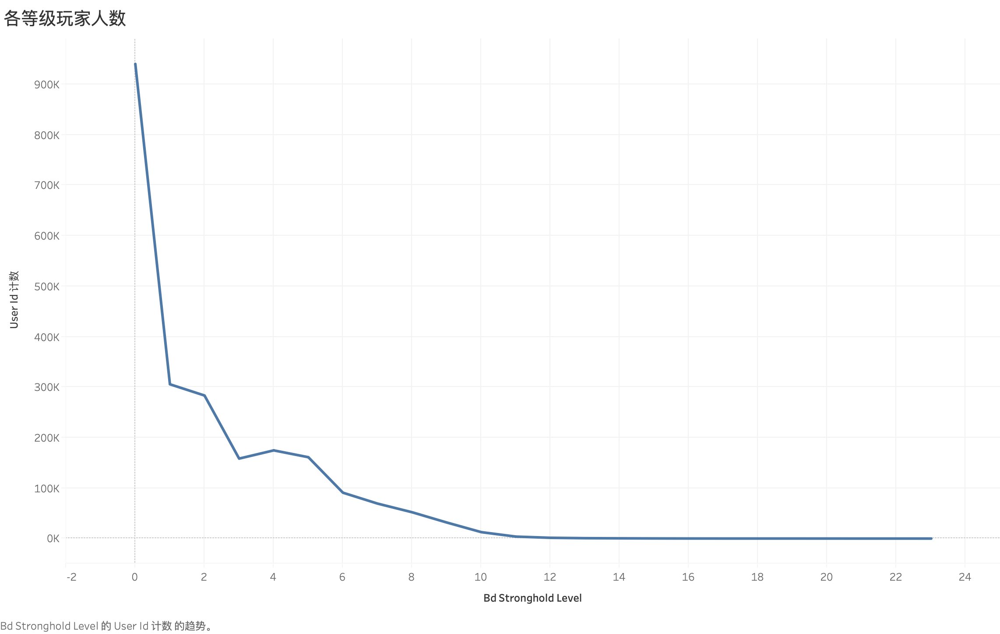 各等级玩家人数
900K
800K
700K
600K
500K
400K
300K
200K
100K
0K
User Id 计数
-2 0 2 4 6 8 10 12 14 16 18 20 22 24
Bd Stronghold Level
Bd Stronghold Level 的 User Id 计数 的趋势。